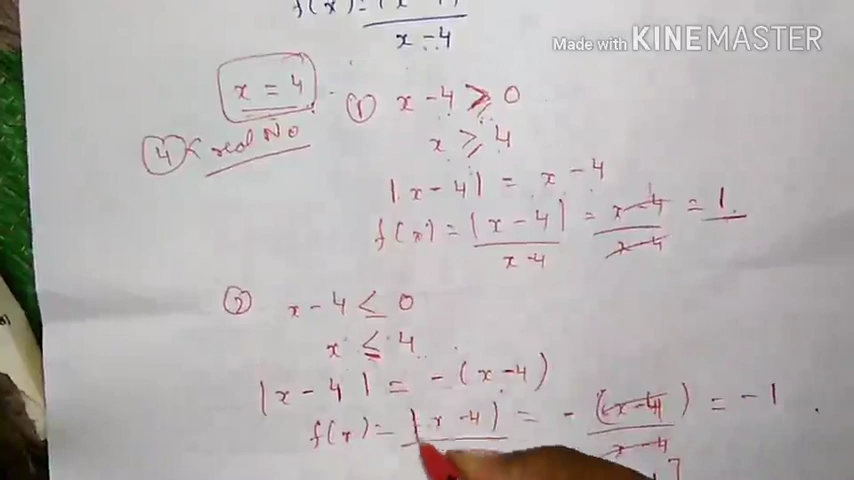 f(x) = |x-4|
x-4
Made with KINEMASTER
x = 4
① x-4 ≥ 0
④ < real No
x ≥ 4
|x-4| = x-4
f(x) = |x-4| / x-4 = x-4 / x-4 = 1.
② x-4 ≤ 0
x ≤ 4
|x-4| = -(x-4)
f(x) = |x-4| = -(x-4) / x-4 = -1